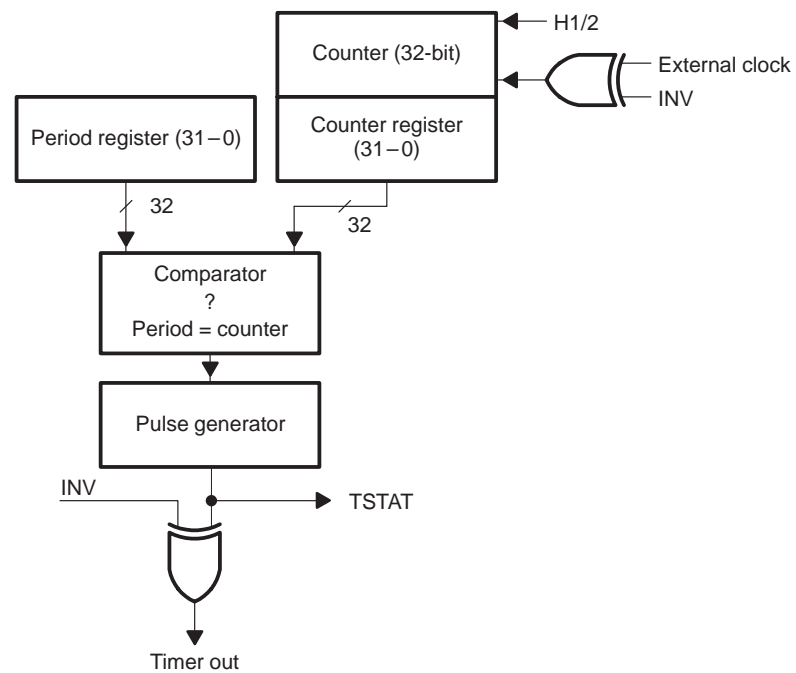 H1/2
Counter (32-bit)
External clock
INV
Period register (31–0)
Counter register
(31–0)
32
32
Comparator
?
Period = counter
Pulse generator
INV
TSTAT
Timer out